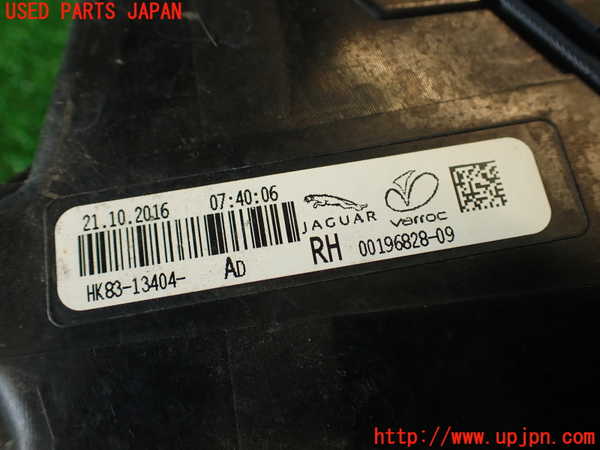 USED PARTS JAPAN
21.10.2016 07:40:06
JAGUAR
varroc
HK83-13404- AD RH 00196828-09
http://www.upjpn.com/